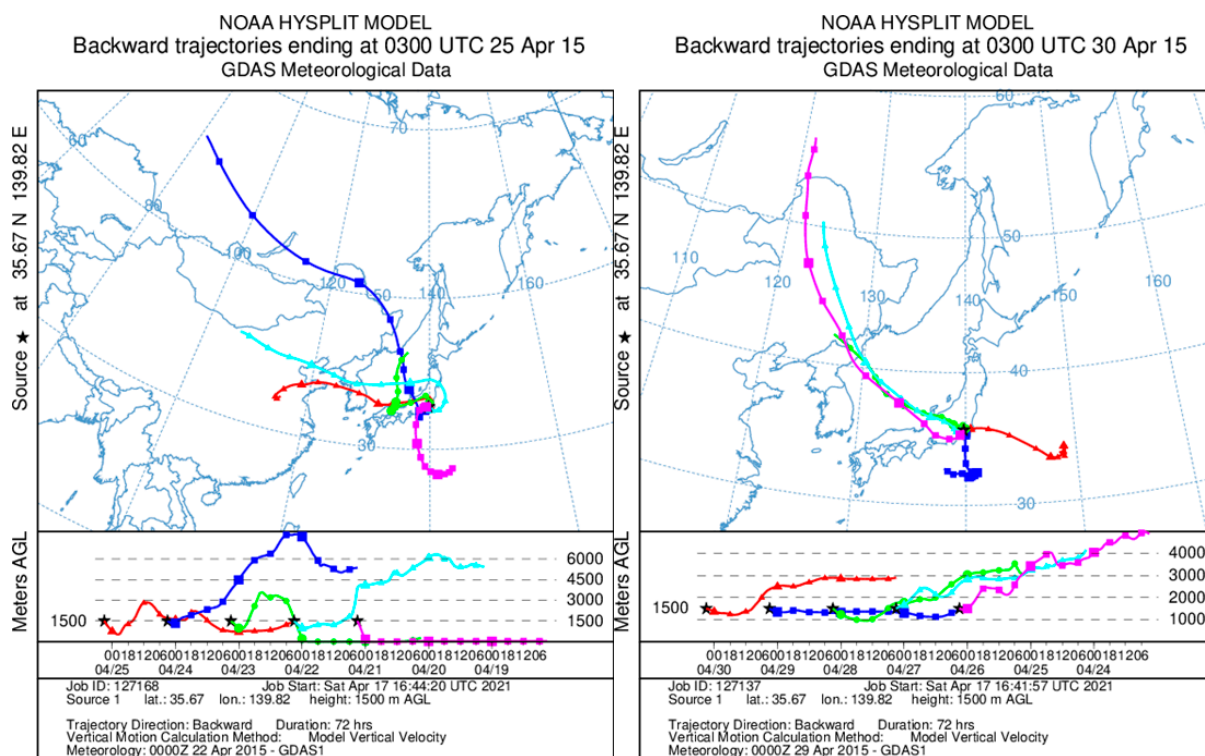 NOAA HYSPLIT MODEL
Backward trajectories ending at 0300 UTC 25 Apr 15
GDAS Meteorological Data
Source ★ at 35.67 N 139.82 E
60
70
80
100
120
140
160
30
Meters AGL
1500
6000
4500
3000
1500
04/25
04/24
04/23
04/22
04/21
04/20
04/19
Job ID: 127168 Job Start: Sat Apr 17 16:44:20 UTC 2021
Source 1 lat.: 35.67 lon.: 139.82 height: 1500 m AGL
Trajectory Direction: Backward Duration: 72 hrs
Vertical Motion Calculation Method: Model Vertical Velocity
Meteorology: 0000Z 22 Apr 2015 - GDAS1
NOAA HYSPLIT MODEL
Backward trajectories ending at 0300 UTC 30 Apr 15
GDAS Meteorological Data
Source ★ at 35.67 N 139.82 E
60
50
110
120
130
140
150
160
40
30
Meters AGL
1500
4000
3000
2000
1000
04/30
04/29
04/28
04/27
04/26
04/25
04/24
Job ID: 127137 Job Start: Sat Apr 17 16:41:57 UTC 2021
Source 1 lat.: 35.67 lon.: 139.82 height: 1500 m AGL
Trajectory Direction: Backward Duration: 72 hrs
Vertical Motion Calculation Method: Model Vertical Velocity
Meteorology: 0000Z 29 Apr 2015 - GDAS1